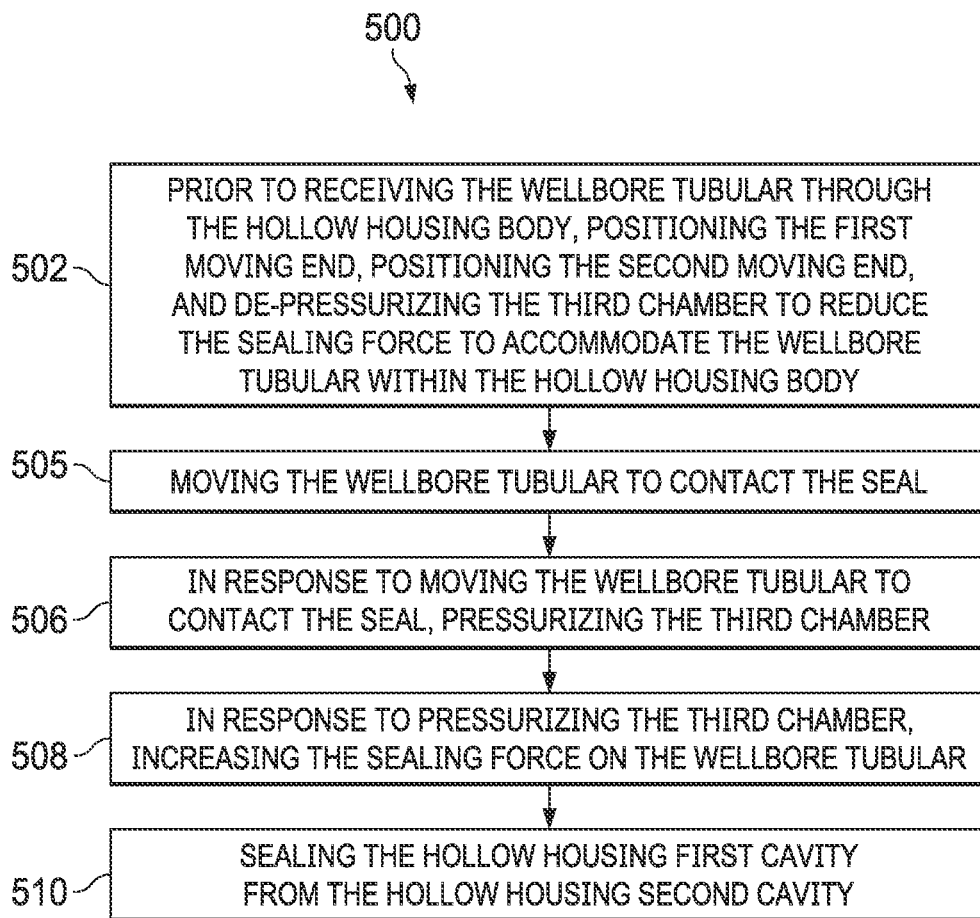 500
PRIOR TO RECEIVING THE WELLBORE TUBULAR THROUGH
THE HOLLOW HOUSING BODY, POSITIONING THE FIRST
MOVING END, POSITIONING THE SECOND MOVING END,
AND DE-PRESSURIZING THE THIRD CHAMBER TO REDUCE
THE SEALING FORCE TO ACCOMMODATE THE WELLBORE
TUBULAR WITHIN THE HOLLOW HOUSING BODY
502
505
MOVING THE WELLBORE TUBULAR TO CONTACT THE SEAL
506
IN RESPONSE TO MOVING THE WELLBORE TUBULAR TO
CONTACT THE SEAL, PRESSURIZING THE THIRD CHAMBER
508
IN RESPONSE TO PRESSURIZING THE THIRD CHAMBER,
INCREASING THE SEALING FORCE ON THE WELLBORE TUBULAR
510
SEALING THE HOLLOW HOUSING FIRST CAVITY
FROM THE HOLLOW HOUSING SECOND CAVITY